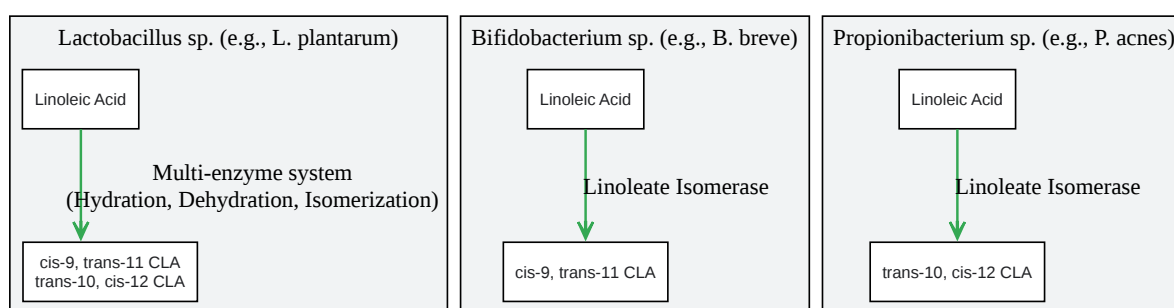 Lactobacillus sp. (e.g., L. plantarum)
Linoleic Acid
Multi-enzyme system
(Hydration, Dehydration, Isomerization)
cis-9, trans-11 CLA
trans-10, cis-12 CLA
Bifidobacterium sp. (e.g., B. breve)
Linoleic Acid
Linoleate Isomerase
cis-9, trans-11 CLA
Propionibacterium sp. (e.g., P. acnes)
Linoleic Acid
Linoleate Isomerase
trans-10, cis-12 CLA